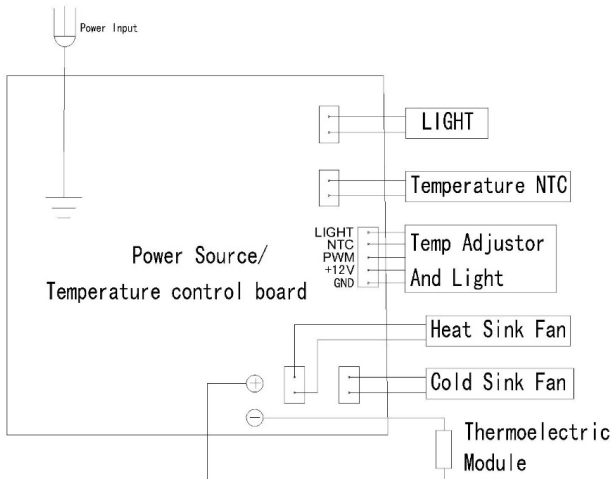 Power Input
LIGHT
Temperature NTC
LIGHT
NTC
PWM
+12V
GND
Temp Adjustor
And Light
Power Source/
Temperature control board
Heat Sink Fan
Cold Sink Fan
+
−
Thermoelectric
Module